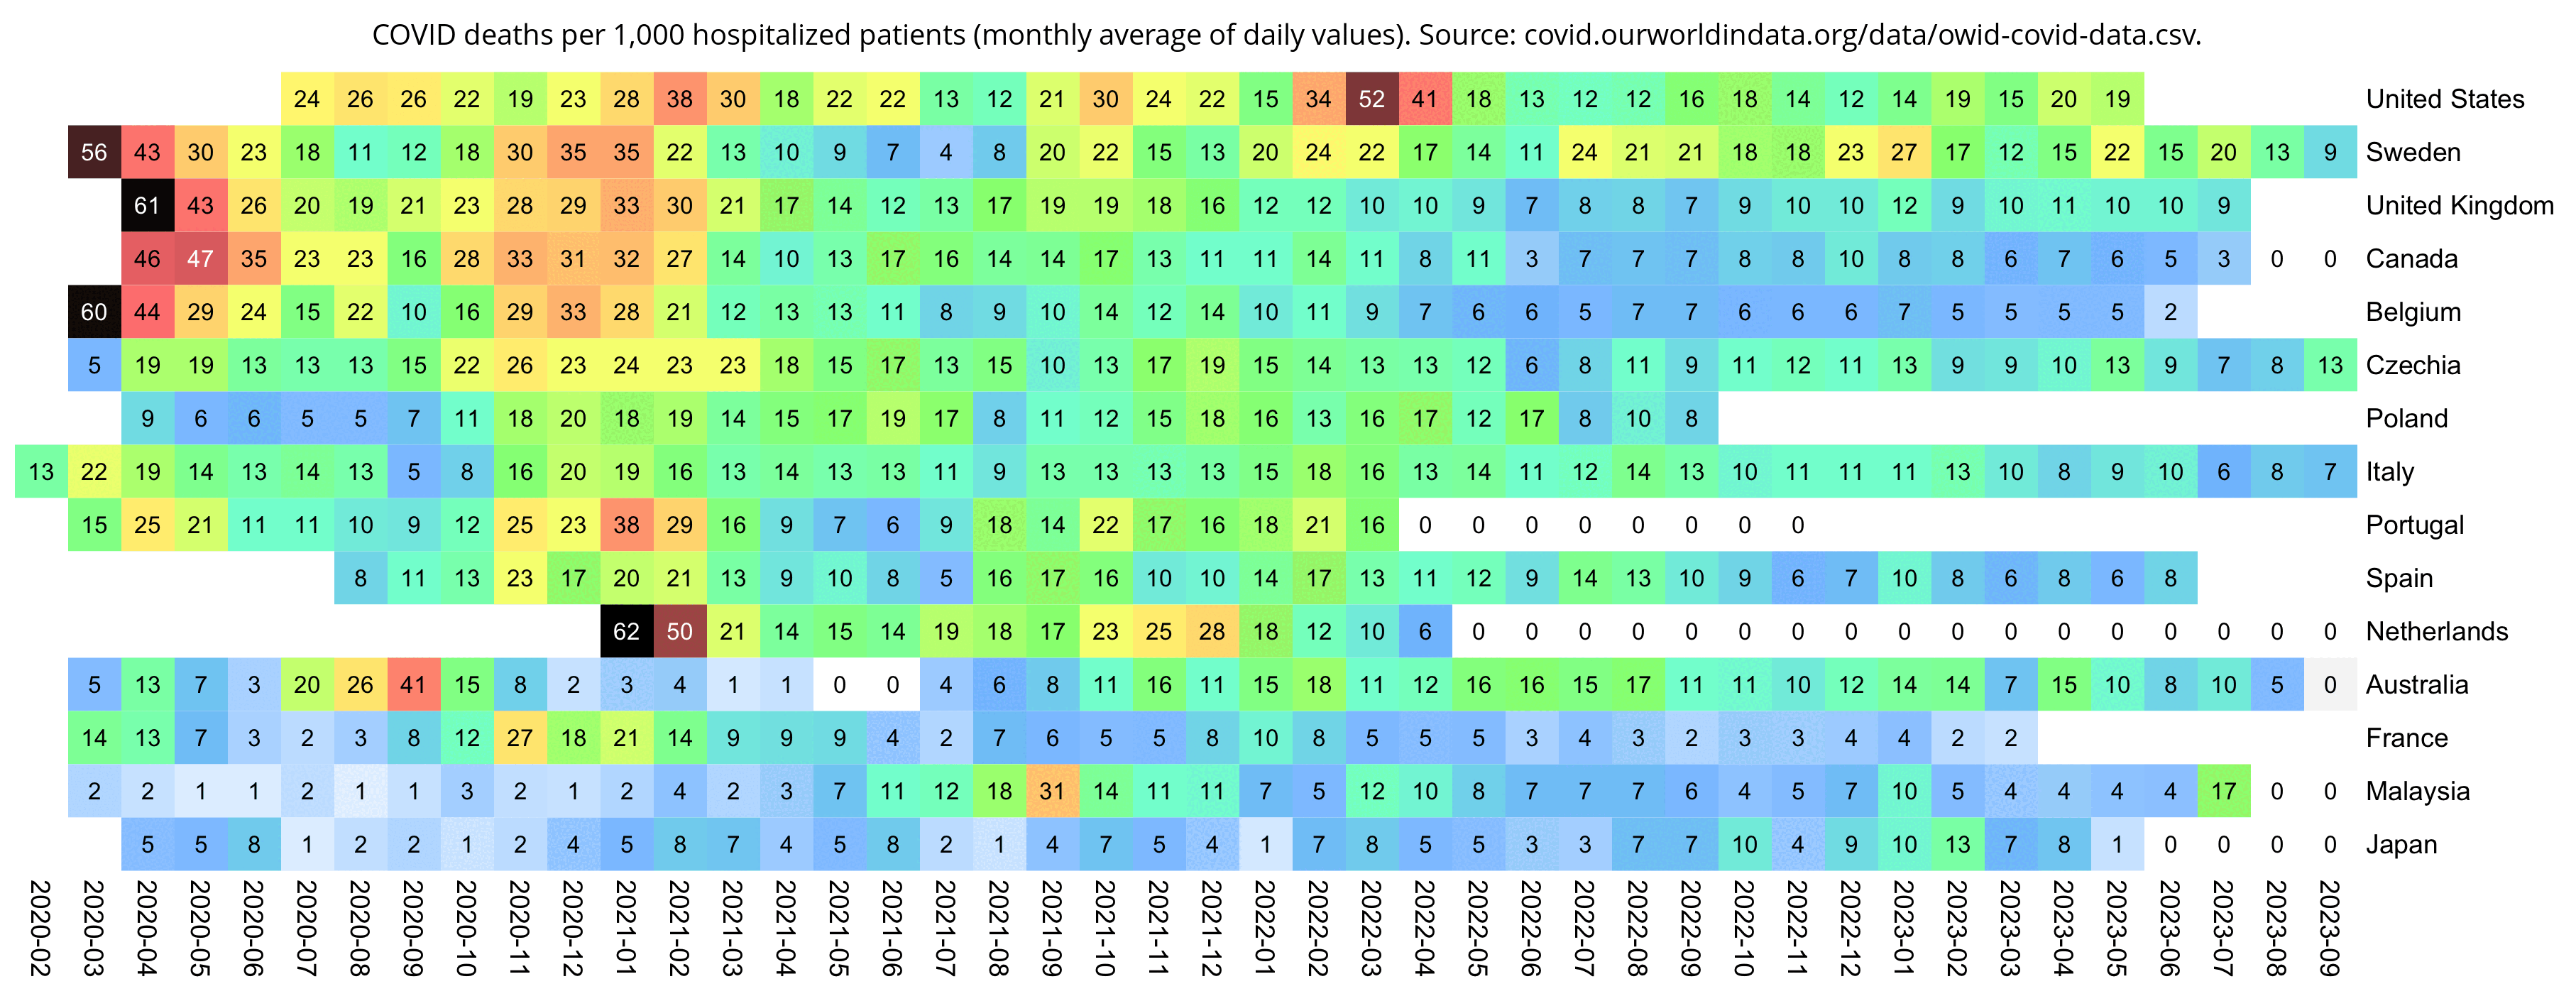 COVID deaths per 1,000 hospitalized patients (monthly average of daily values). Source: covid.ourworldindata.org/data/owid-covid-data.csv.
24 26 26 22 19 23 28 38 30 18 22 22 13 12 21 30 24 22 15 34 52 41 18 13 12 12 16 18 14 12 14 19 15 20 19 United States
56 43 30 23 18 11 12 18 30 35 35 22 13 10 9 7 4 8 20 22 15 13 20 24 22 17 14 11 24 21 21 18 18 23 27 17 12 15 22 15 20 13 9 Sweden
61 43 26 20 19 21 23 28 29 33 30 21 17 14 12 13 17 19 19 18 16 12 12 10 10 9 7 8 8 7 9 10 10 12 9 10 11 10 10 9 United Kingdom
46 47 35 23 23 16 28 33 31 32 27 14 10 13 17 16 14 14 17 13 11 11 14 11 8 11 3 7 7 7 8 8 10 8 8 6 7 6 5 3 0 0 Canada
60 44 29 24 15 22 10 16 29 33 28 21 12 13 13 11 8 9 10 14 12 14 10 11 9 7 6 6 5 7 7 6 6 6 7 5 5 5 5 2 Belgium
5 19 19 13 13 13 15 22 26 23 24 23 23 18 15 17 13 15 10 13 17 19 15 14 13 13 12 6 8 11 9 11 12 11 13 9 9 10 13 9 7 8 13 Czechia
9 6 6 5 5 7 11 18 20 18 19 14 15 17 19 17 8 11 12 15 18 16 13 16 17 12 17 8 10 8 Poland
13 22 19 14 13 14 13 5 8 16 20 19 16 13 14 13 13 11 9 13 13 13 13 15 18 16 13 14 11 12 14 13 10 11 11 11 13 10 8 9 10 6 8 7 Italy
15 25 21 11 11 10 9 12 25 23 38 29 16 9 7 6 9 18 14 22 17 16 18 21 16 0 0 0 0 0 0 0 0 Portugal
8 11 13 23 17 20 21 13 9 10 8 5 16 17 16 10 10 14 17 13 11 12 9 14 13 10 9 6 7 10 8 6 8 6 8 Spain
62 50 21 14 15 14 19 18 17 23 25 28 18 12 10 6 0 0 0 0 0 0 0 0 0 0 0 0 0 0 0 0 0 Netherlands
5 13 7 3 20 26 41 15 8 2 3 4 1 1 0 0 4 6 8 11 16 11 15 18 11 12 16 16 15 17 11 11 10 12 14 14 7 15 10 8 10 5 0 Australia
14 13 7 3 2 3 8 12 27 18 21 14 9 9 9 4 2 7 6 5 5 8 10 8 5 5 5 3 4 3 2 3 3 4 4 2 2 France
2 2 1 1 2 1 1 3 2 1 2 4 2 3 7 11 12 18 31 14 11 11 7 5 12 10 8 7 7 7 6 4 5 7 10 5 4 4 4 4 17 0 0 Malaysia
5 5 8 1 2 2 1 2 4 5 8 7 4 5 8 2 1 4 7 5 4 1 7 8 5 5 3 3 7 7 10 4 9 10 13 7 8 1 0 0 0 0 Japan
2020-02 2020-03 2020-04 2020-05 2020-06 2020-07 2020-08 2020-09 2020-10 2020-11 2020-12 2021-01 2021-02 2021-03 2021-04 2021-05 2021-06 2021-07 2021-08 2021-09 2021-10 2021-11 2021-12 2022-01 2022-02 2022-03 2022-04 2022-05 2022-06 2022-07 2022-08 2022-09 2022-10 2022-11 2022-12 2023-01 2023-02 2023-03 2023-04 2023-05 2023-06 2023-07 2023-08 2023-09